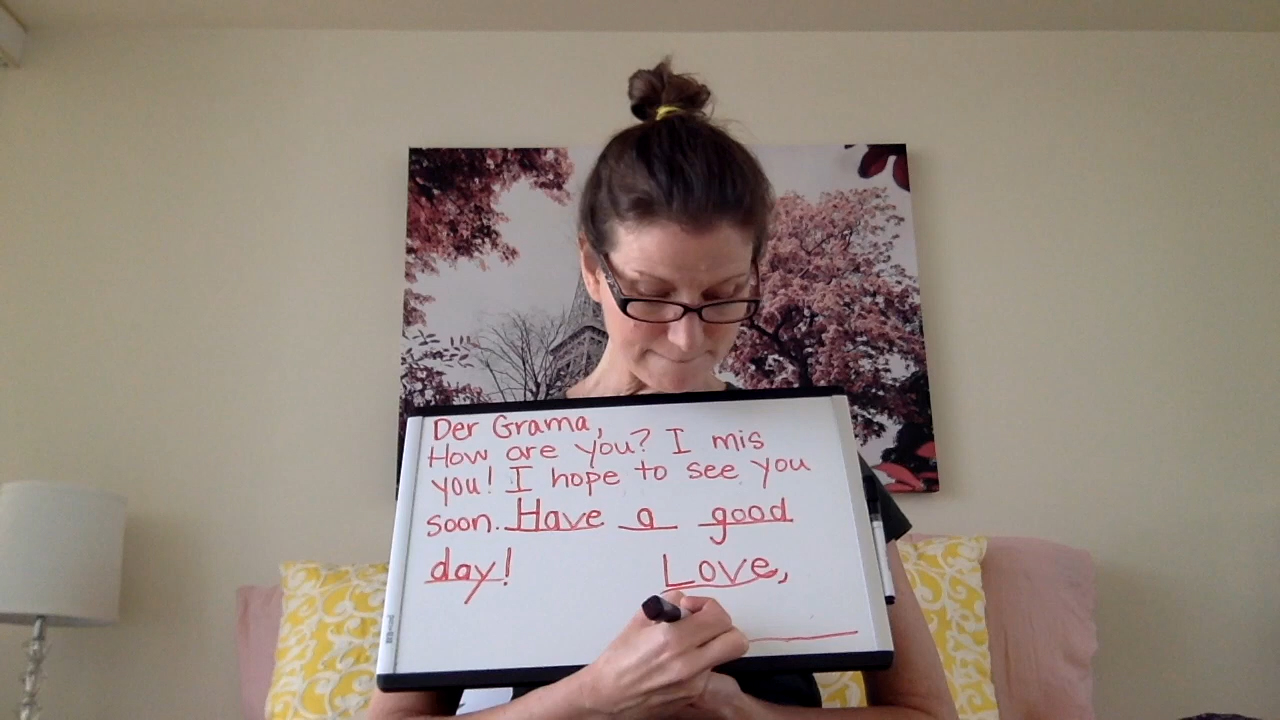 Der Grama,
How are you? I mis
you! I hope to see you
soon. Have a good
day! Love,